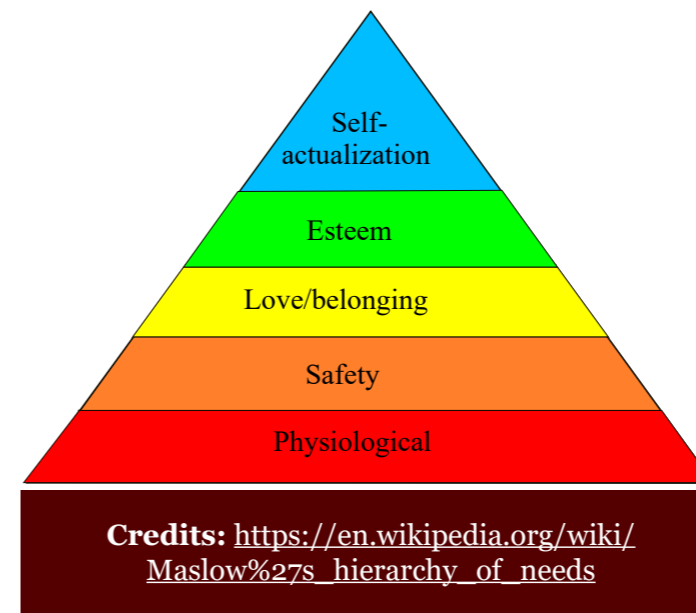 Self-
actualization
Esteem
Love/belonging
Safety
Physiological
Credits: https://en.wikipedia.org/wiki/
Maslow%27s_hierarchy_of_needs